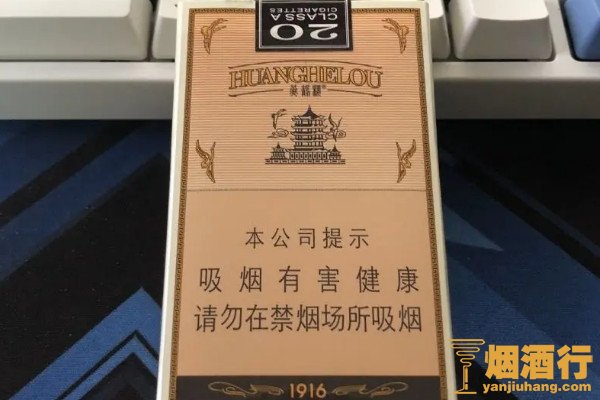 20
CLASS A
CIGARETTES
HUANGHELOU
黄鹤楼®
本公司提示
吸烟有害健康
请勿在禁烟场所吸烟
1916
烟酒行
yanjiuhang.com